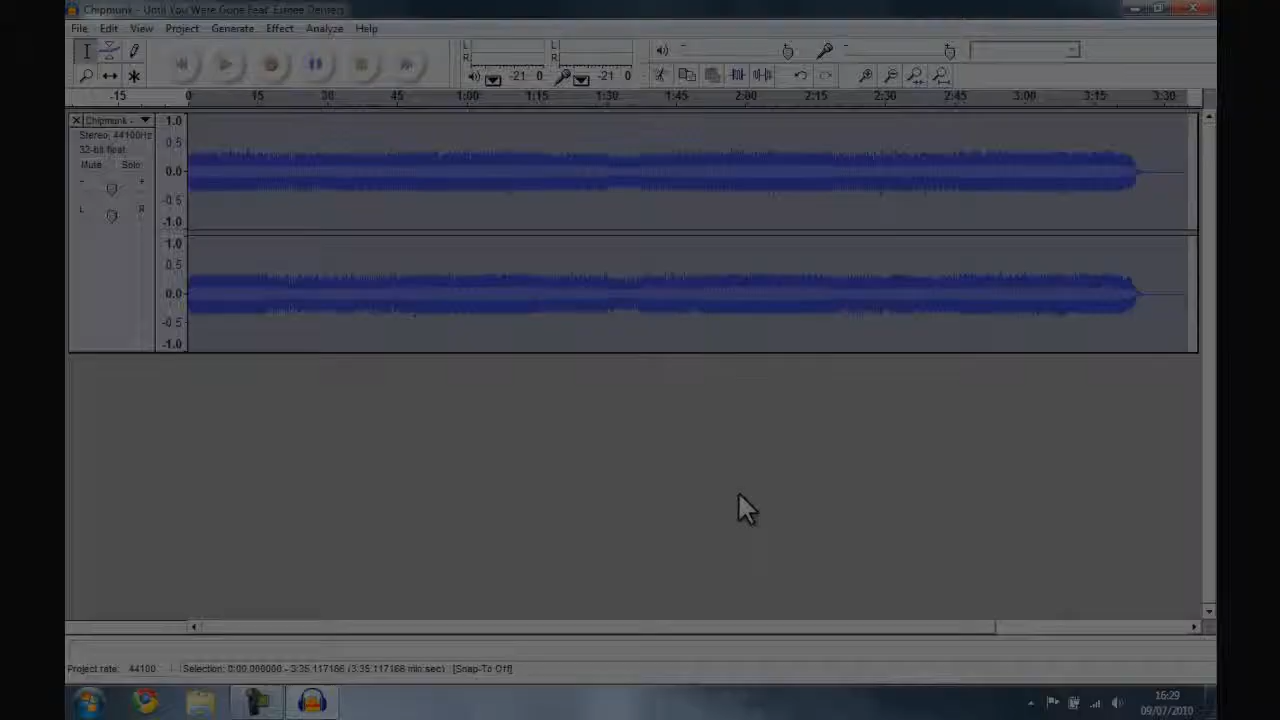 Chipmunk - Until You Were Gone Feat' Esmee Denters
File Edit View Project Generate Effect Analyze Help
L
R
L
R
-21 0 -21 0
-15 0 15 30 45 1:00 1:15 1:30 1:45 2:00 2:15 2:30 2:45 3:00 3:15 3:30
Chipmunk -
Stereo, 44100Hz
32-bit float
Mute Solo
- +
L R
1.0
0.5
0.0
-0.5
-1.0
1.0
0.5
0.0
-0.5
-1.0
Project rate: 44100 Selection: 0:00.000000 - 3:35.117166 (3:35.117166 min:sec) [Snap-To Off]
16:29
09/07/2010